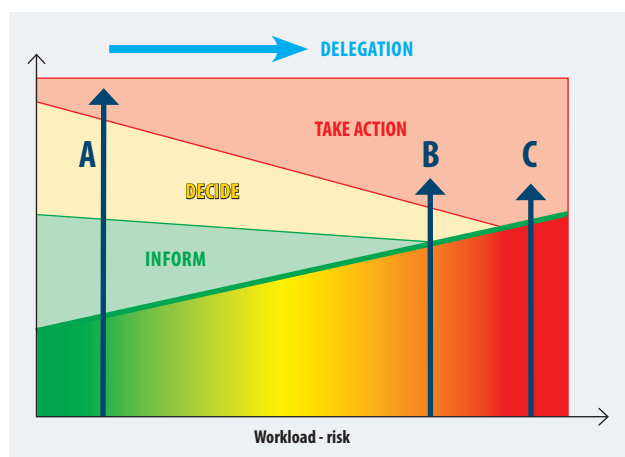 DELEGATION
TAKE ACTION
A
B
C
DECIDE
INFORM
Workload - risk